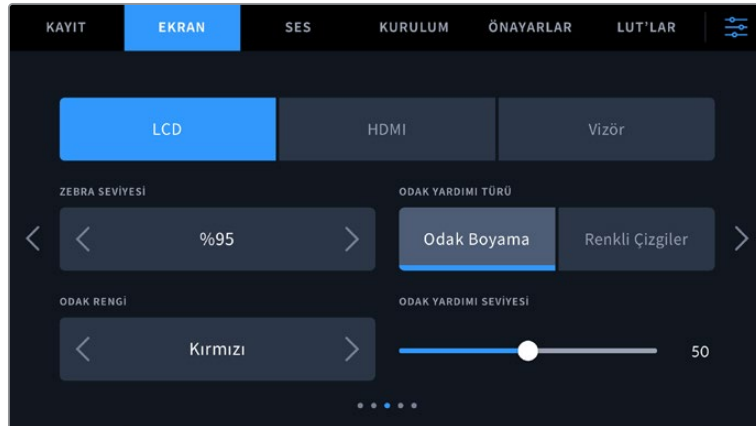 KAYIT EKRAN SES KURULUM ÖNAYARLAR LUT’LAR
LCD HDMI Vizör
ZEBRA SEVİYESİ ODAK YARDIMI TÜRÜ
%95 Odak Boyama Renkli Çizgiler
ODAK RENGİ ODAK YARDIMI SEVİYESİ
Kırmızı 50